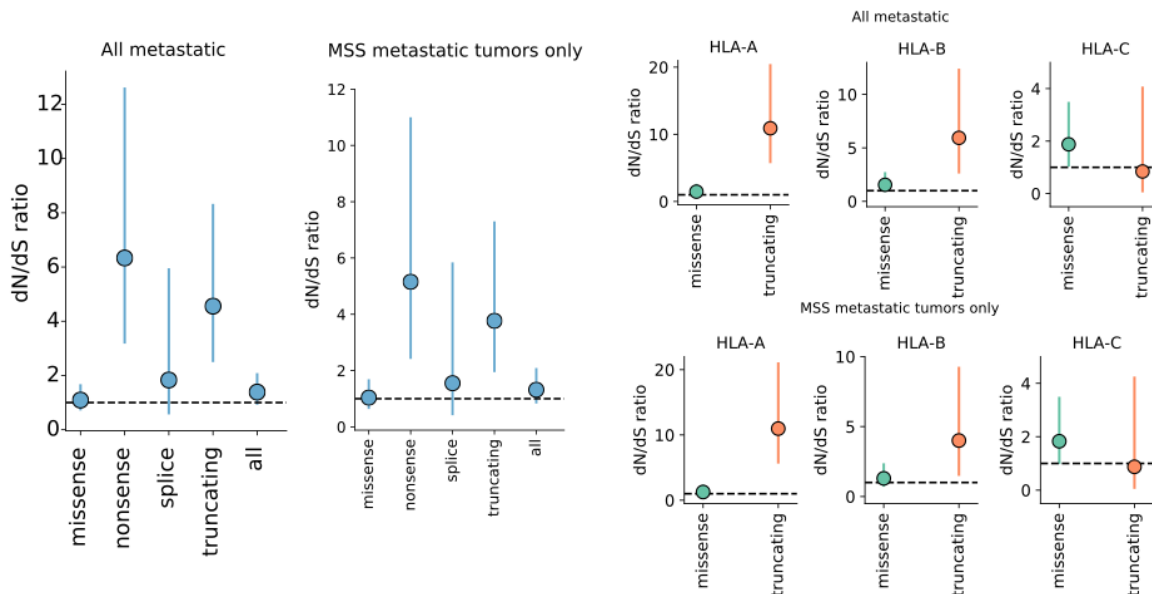 All metastatic
dN/dS ratio
12
10
8
6
4
2
0
missense
nonsense
splice
truncating
all
MSS metastatic tumors only
dN/dS ratio
12
10
8
6
4
2
0
missense
nonsense
splice
truncating
all
All metastatic
HLA-A
dN/dS ratio
20
10
0
missense
truncating
HLA-B
dN/dS ratio
10
5
0
missense
truncating
HLA-C
dN/dS ratio
4
2
0
missense
truncating
MSS metastatic tumors only
HLA-A
dN/dS ratio
20
10
0
missense
truncating
HLA-B
dN/dS ratio
10
5
0
missense
truncating
HLA-C
dN/dS ratio
4
2
0
missense
truncating